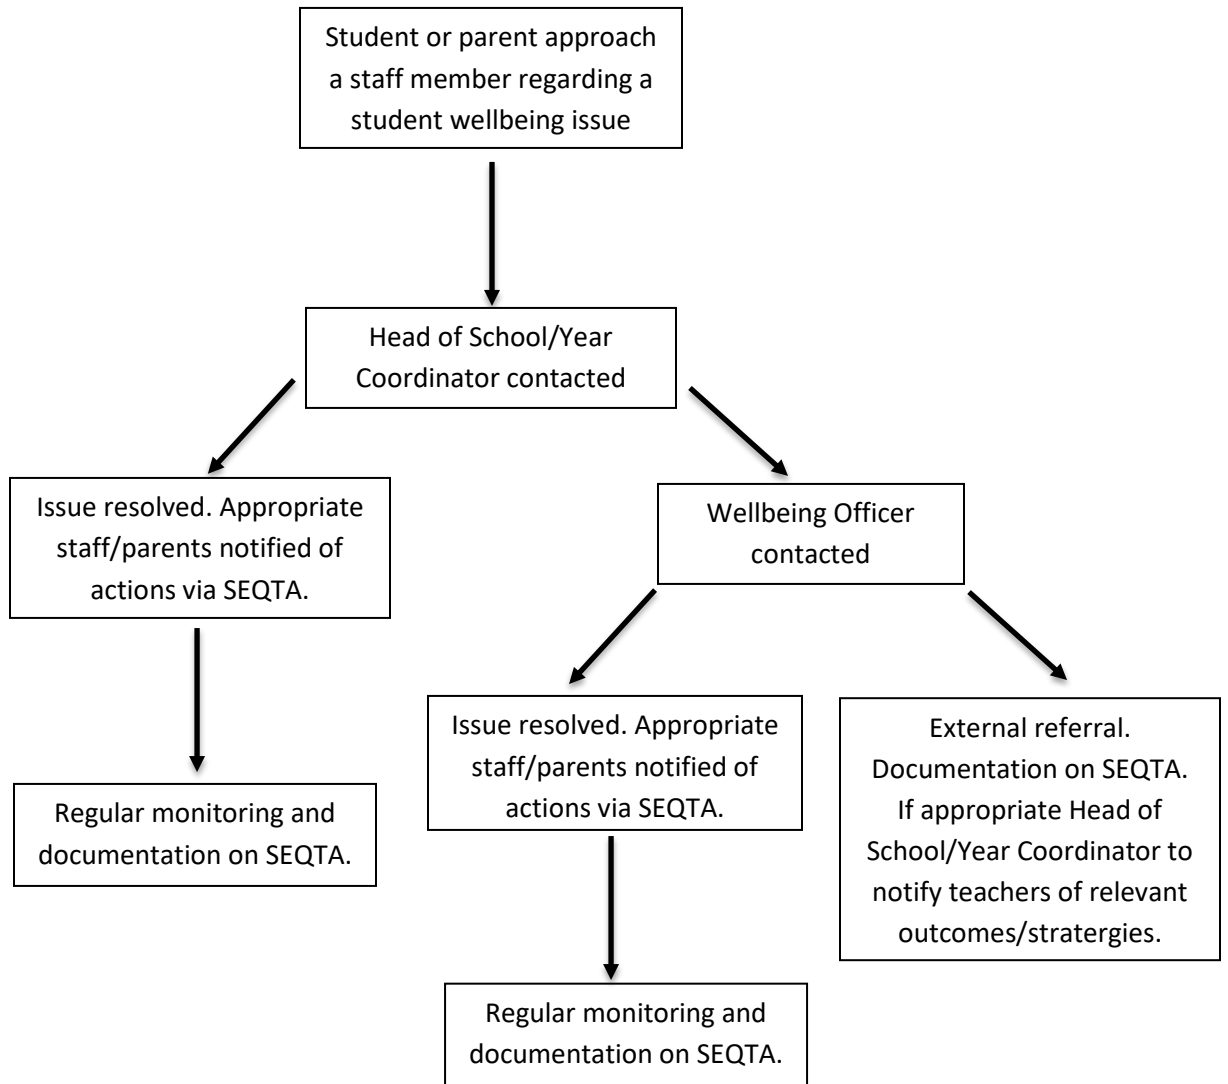 Student or parent approach
a staff member regarding a
student wellbeing issue
Head of School/Year
Coordinator contacted
Issue resolved. Appropriate
staff/parents notified of
actions via SEQTA.
Wellbeing Officer
contacted
Regular monitoring and
documentation on SEQTA.
Issue resolved. Appropriate
staff/parents notified of
actions via SEQTA.
External referral.
Documentation on SEQTA.
If appropriate Head of
School/Year Coordinator to
notify teachers of relevant
outcomes/stratergies.
Regular monitoring and
documentation on SEQTA.